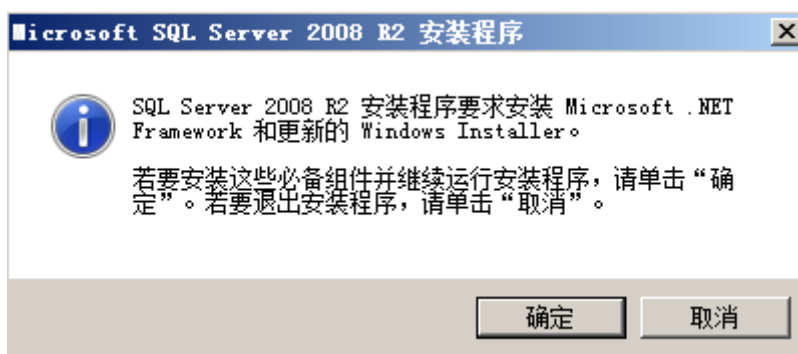 Microsoft SQL Server 2008 R2 安装程序
SQL Server 2008 R2 安装程序要求安装 Microsoft .NET
Framework 和更新的 Windows Installer。
若要安装这些必备组件并继续运行安装程序，请单击“确
定”。若要退出安装程序，请单击“取消”。
确定
取消